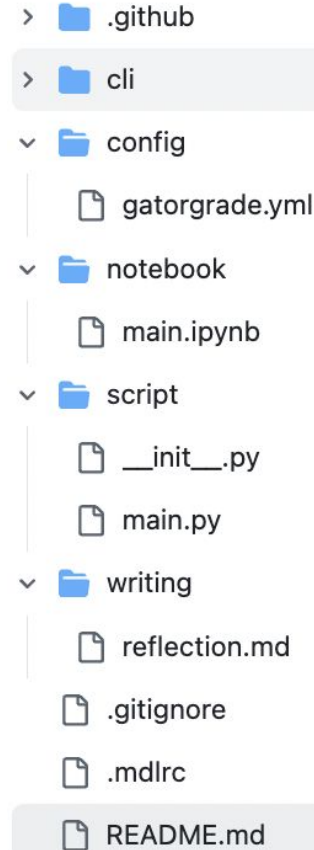 .github
cli
config
gatorgrade.yml
notebook
main.ipynb
script
__init__.py
main.py
writing
reflection.md
.gitignore
.mdlrc
README.md